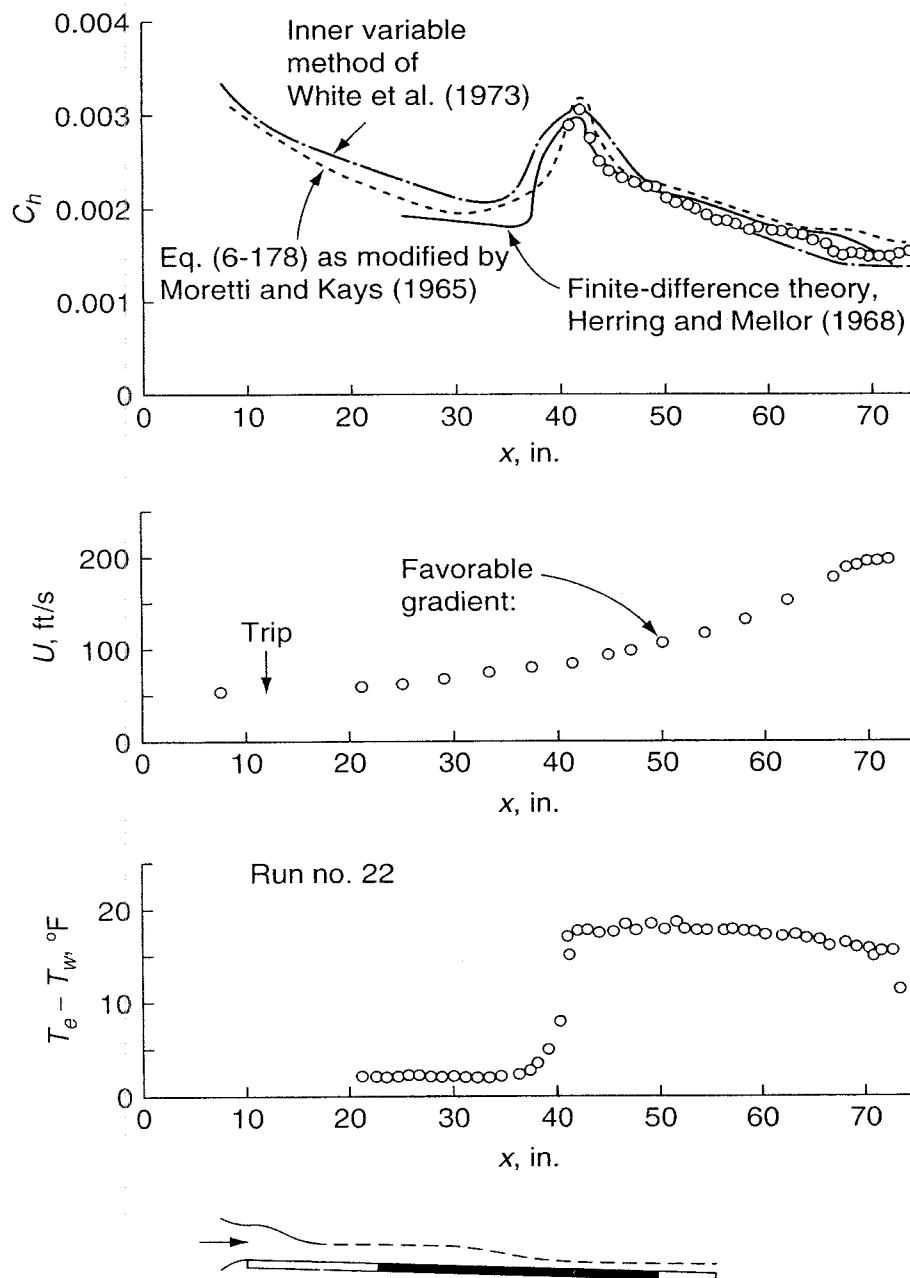 0.004
0.003
0.002
0.001
0
C_h
Inner variable
method of
White et al. (1973)
Eq. (6-178) as modified by
Moretti and Kays (1965)
Finite-difference theory,
Herring and Mellor (1968)
0 10 20 30 40 50 60 70
x, in.
200
100
0
U, ft/s
Trip
Favorable
gradient:
0 10 20 30 40 50 60 70
x, in.
Run no. 22
20
10
0
T_e – T_w, °F
0 10 20 30 40 50 60 70
x, in.